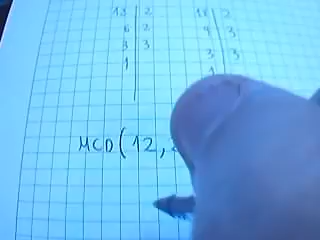 12 | 2 18 | 2
6 | 2 9 | 3
3 | 3 3 | 3
1 | 1
MCD(12,